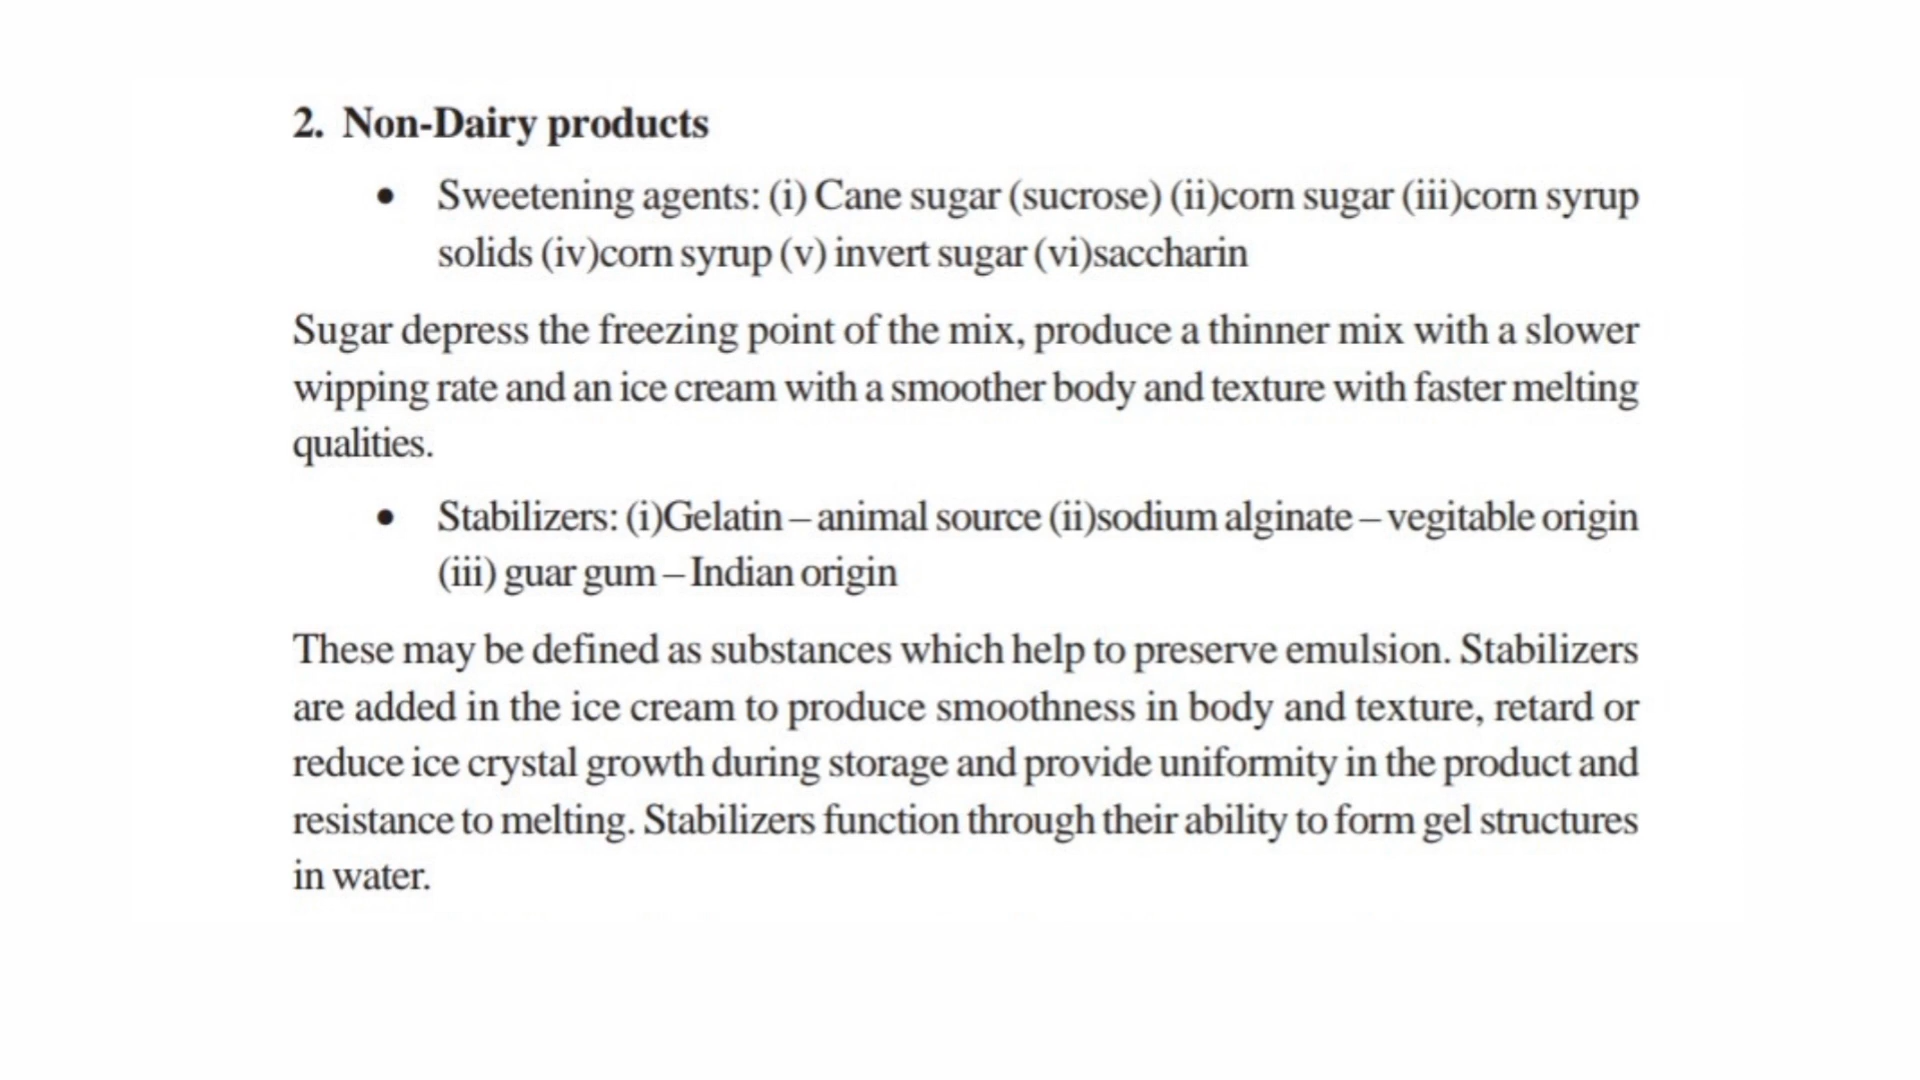 2. Non-Dairy products
• Sweetening agents: (i) Cane sugar (sucrose) (ii)corn sugar (iii)corn syrup
solids (iv)corn syrup (v) invert sugar (vi)saccharin
Sugar depress the freezing point of the mix, produce a thinner mix with a slower
wipping rate and an ice cream with a smoother body and texture with faster melting
qualities.
• Stabilizers: (i)Gelatin – animal source (ii)sodium alginate – vegitable origin
(iii) guar gum – Indian origin
These may be defined as substances which help to preserve emulsion. Stabilizers
are added in the ice cream to produce smoothness in body and texture, retard or
reduce ice crystal growth during storage and provide uniformity in the product and
resistance to melting. Stabilizers function through their ability to form gel structures
in water.